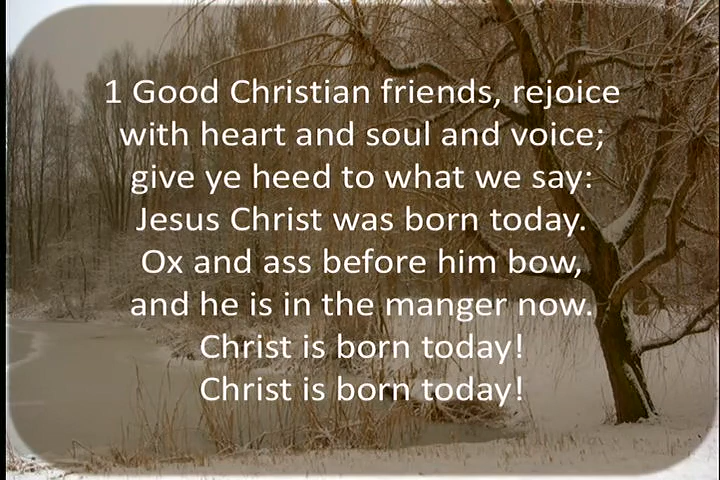 1 Good Christian friends, rejoice
with heart and soul and voice;
give ye heed to what we say:
Jesus Christ was born today.
Ox and ass before him bow,
and he is in the manger now.
Christ is born today!
Christ is born today!